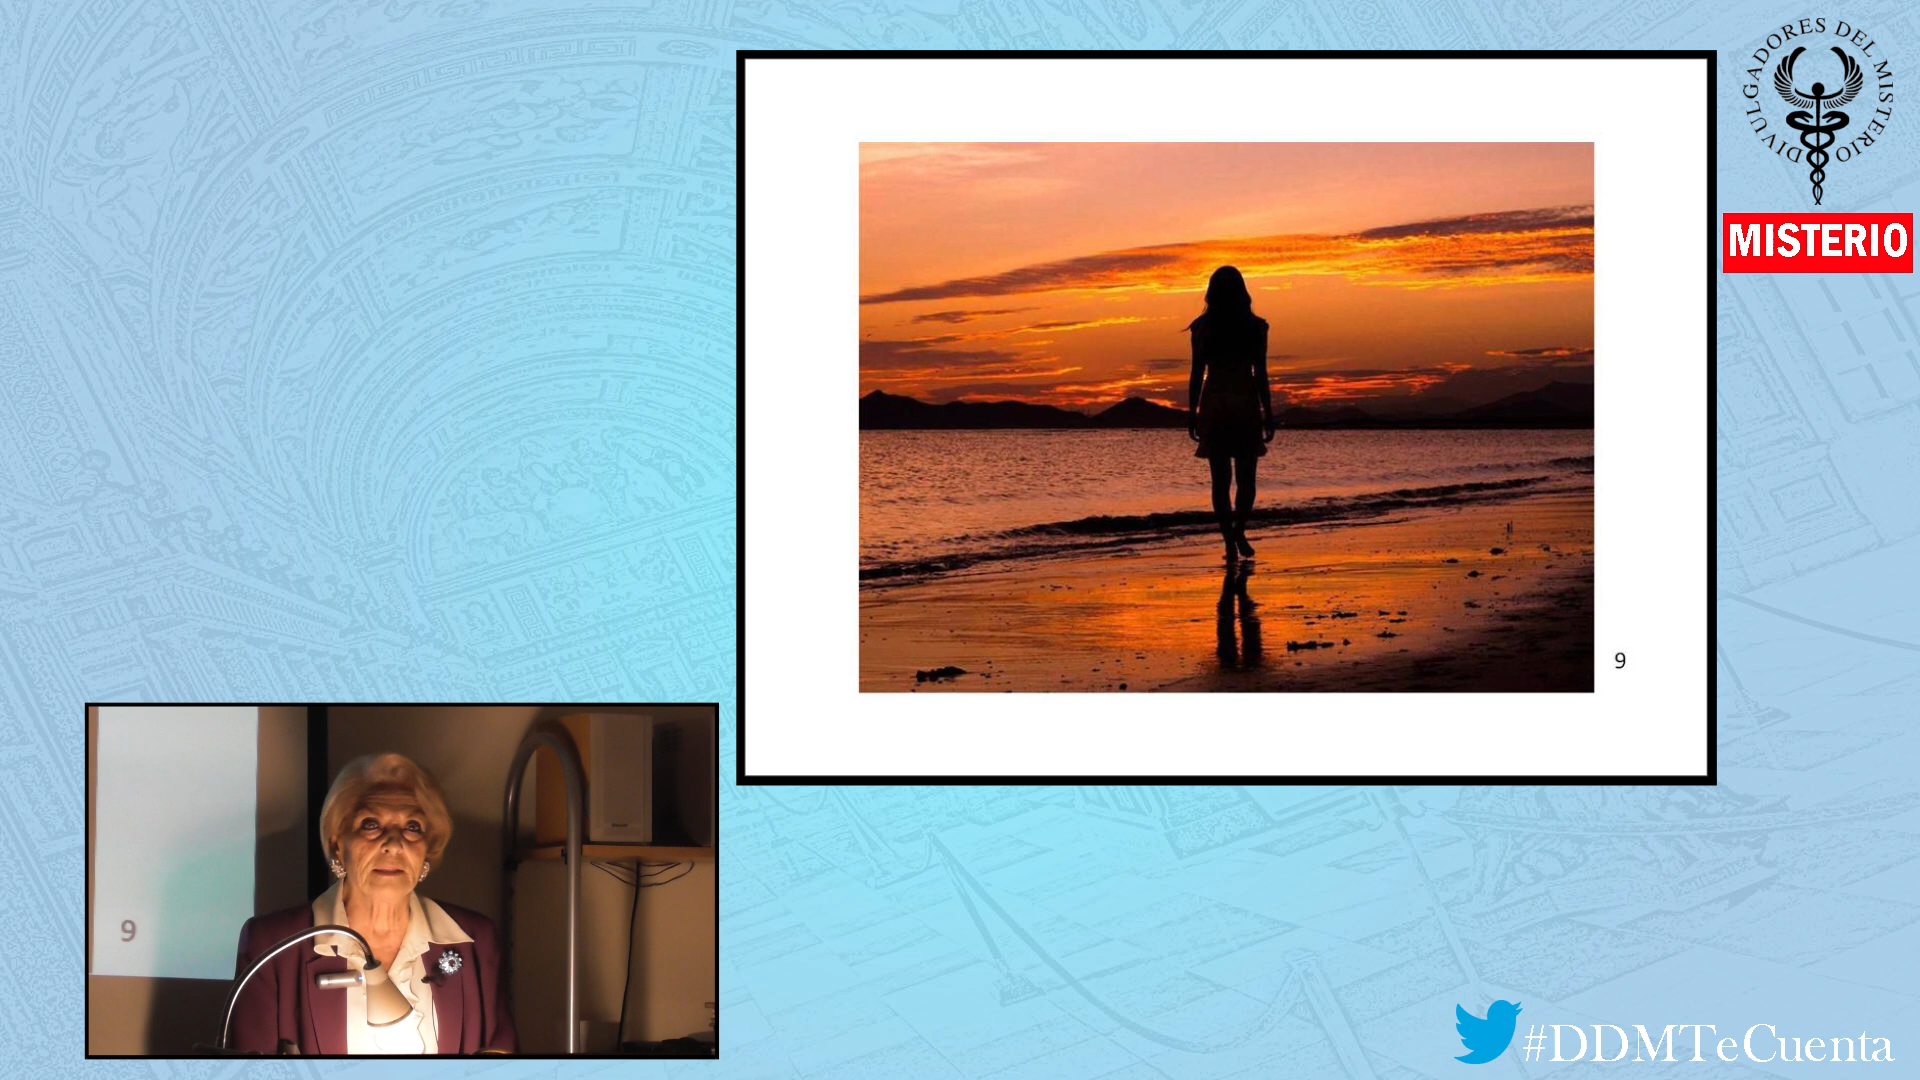 DIVULGADORES DEL MISTERIO
MISTERIO
9
9
#DDMTeCuenta